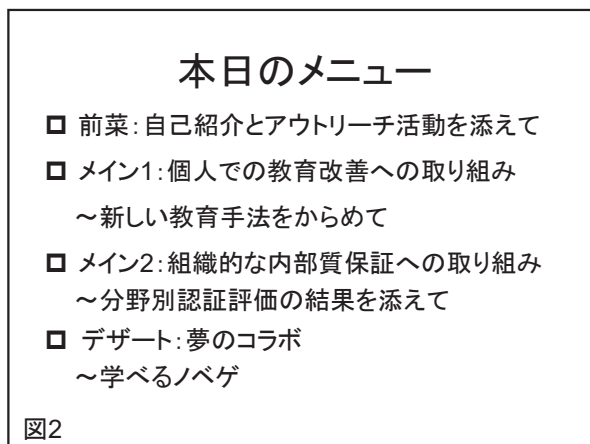 本日のメニュー
前菜:自己紹介とアウトリーチ活動を添えて
メイン1:個人での教育改善への取り組み
～新しい教育手法をからめて
メイン2:組織的な内部質保証への取り組み
～分野別認証評価の結果を添えて
デザート:夢のコラボ
～学べるノベゲ
図2